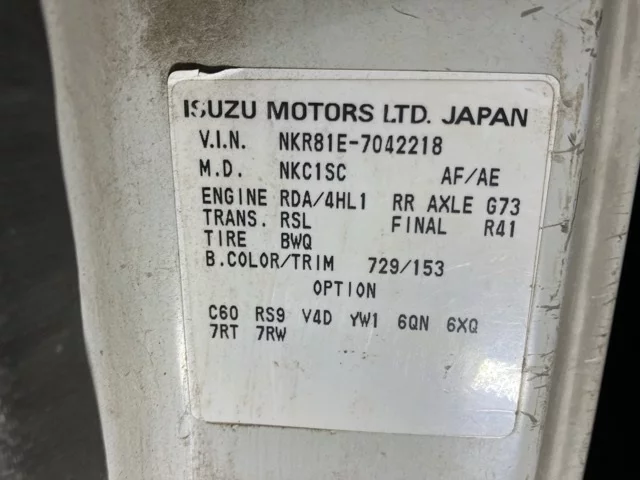 ISUZU MOTORS LTD. JAPAN
V.I.N. NKR81E-7042218
M.D. NKC1SC AF/AE
ENGINE RDA/4HL1 RR AXLE G73
TRANS. RSL FINAL R41
TIRE BWQ
B.COLOR/TRIM 729/153
OPTION
C60 RS9 V4D YW1 6QN 6XQ
7RT 7RW